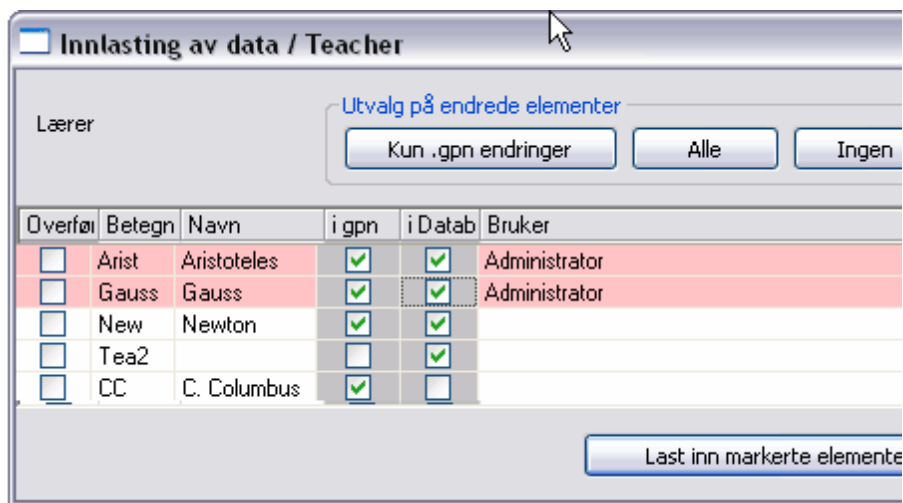 Innlasting av data / Teacher
Lærer
Utvalg på endrede elementer
Kun .gpn endringer Alle Ingen
Overfør Betegn Navn i gpn i Datab Bruker
Arist Aristoteles Administrator
Gauss Gauss Administrator
New Newton
Tea2
CC C. Columbus
Last inn markerte elemente